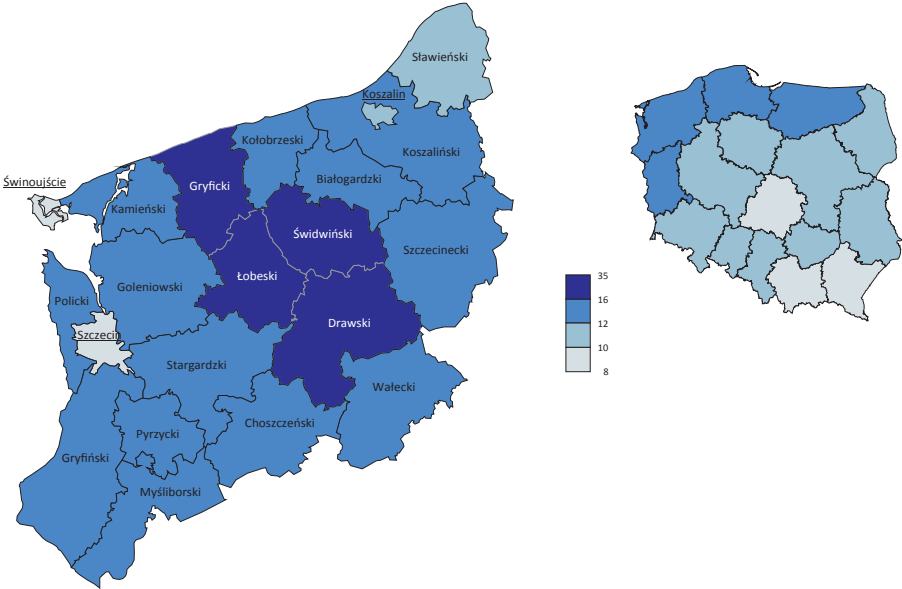 Sławieński
Koszalin
Kołobrzeski
Koszaliński
Białogardzki
Gryficki
Świnoujście
Kamieński
Świdwiński
Szczecinecki
Łobeski
Goleniowski
Policki
Drawski
Szczecin
Stargardzki
Wałecki
Choszczeński
Pyrzycki
Gryfiński
Myśliborski
35
16
12
10
8